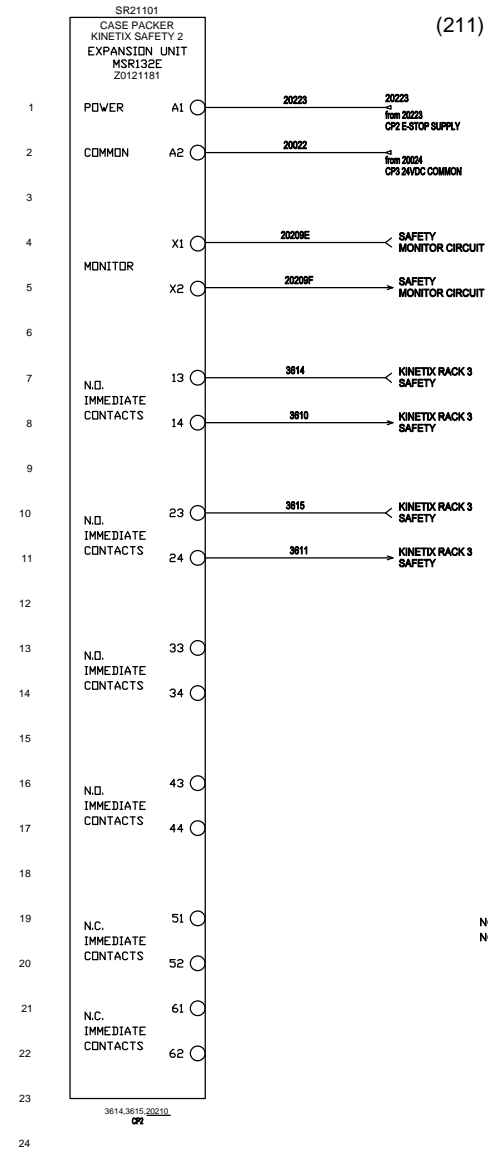 SR21101
(211)
CASE PACKER
KINETIX SAFETY 2
EXPANSION UNIT
MSR132E
Z0121181
1 POWER A1 20223 20223
from 20223
CP2 E-STOP SUPPLY
2 COMMON A2 20022
from 20024
CP3 24VDC COMMON
3
4 X1 20209E SAFETY
MONITOR CIRCUIT
MONITOR
5 X2 20209F SAFETY
MONITOR CIRCUIT
6
7 13 3614 KINETIX RACK 3
SAFETY
N.O.
IMMEDIATE
CONTACTS
8 14 3610 KINETIX RACK 3
SAFETY
9
10 23 3615 KINETIX RACK 3
SAFETY
N.O.
IMMEDIATE
CONTACTS
11 24 3611 KINETIX RACK 3
SAFETY
12
13 33
N.O.
IMMEDIATE
CONTACTS
14 34
15
16 43
N.O.
IMMEDIATE
CONTACTS
17 44
18
19 51
N.C.
IMMEDIATE
CONTACTS
20 52
21 61
N.C.
IMMEDIATE
CONTACTS
22 62
23
3614,3615,20210
CP2
24